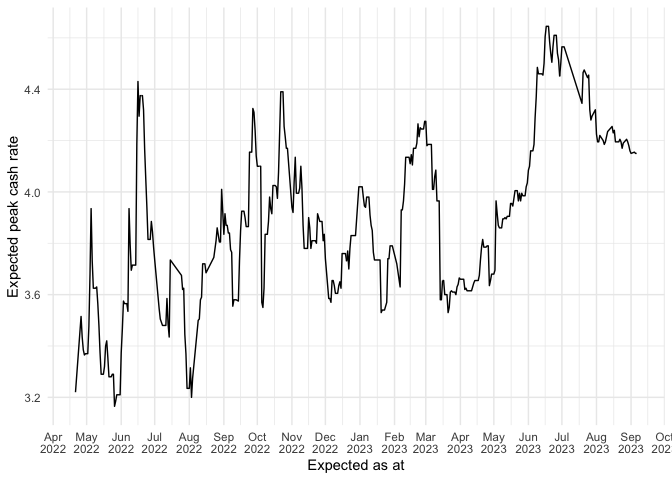 Expected peak cash rate
4.4
4.0
3.6
3.2
Apr May Jun Jul Aug Sep Oct Nov Dec Jan Feb Mar Apr May Jun Jul Aug Sep Oct
2022 2022 2022 2022 2022 2022 2022 2022 2022 2023 2023 2023 2023 2023 2023 2023 2023 2023 202
Expected as at